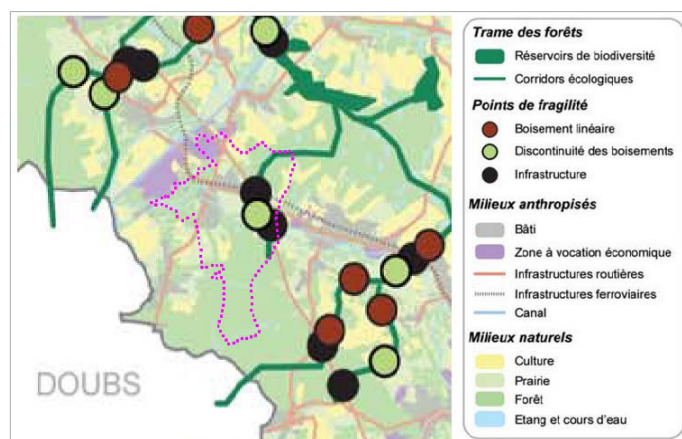 DOUBS
Trame des forêts
Réservoirs de biodiversité
Corridors écologiques
Points de fragilité
Boisement linéaire
Discontinuité des boisements
Infrastructure
Milieux anthropisés
Bâti
Zone à vocation économique
Infrastructures routières
Infrastructures ferroviaires
Canal
Milieux naturels
Culture
Prairie
Forêt
Etang et cours d'eau